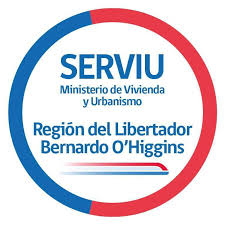 SERVIU
Ministerio de Vivienda
y Urbanismo
Región del Libertador
Bernardo O’Higgins